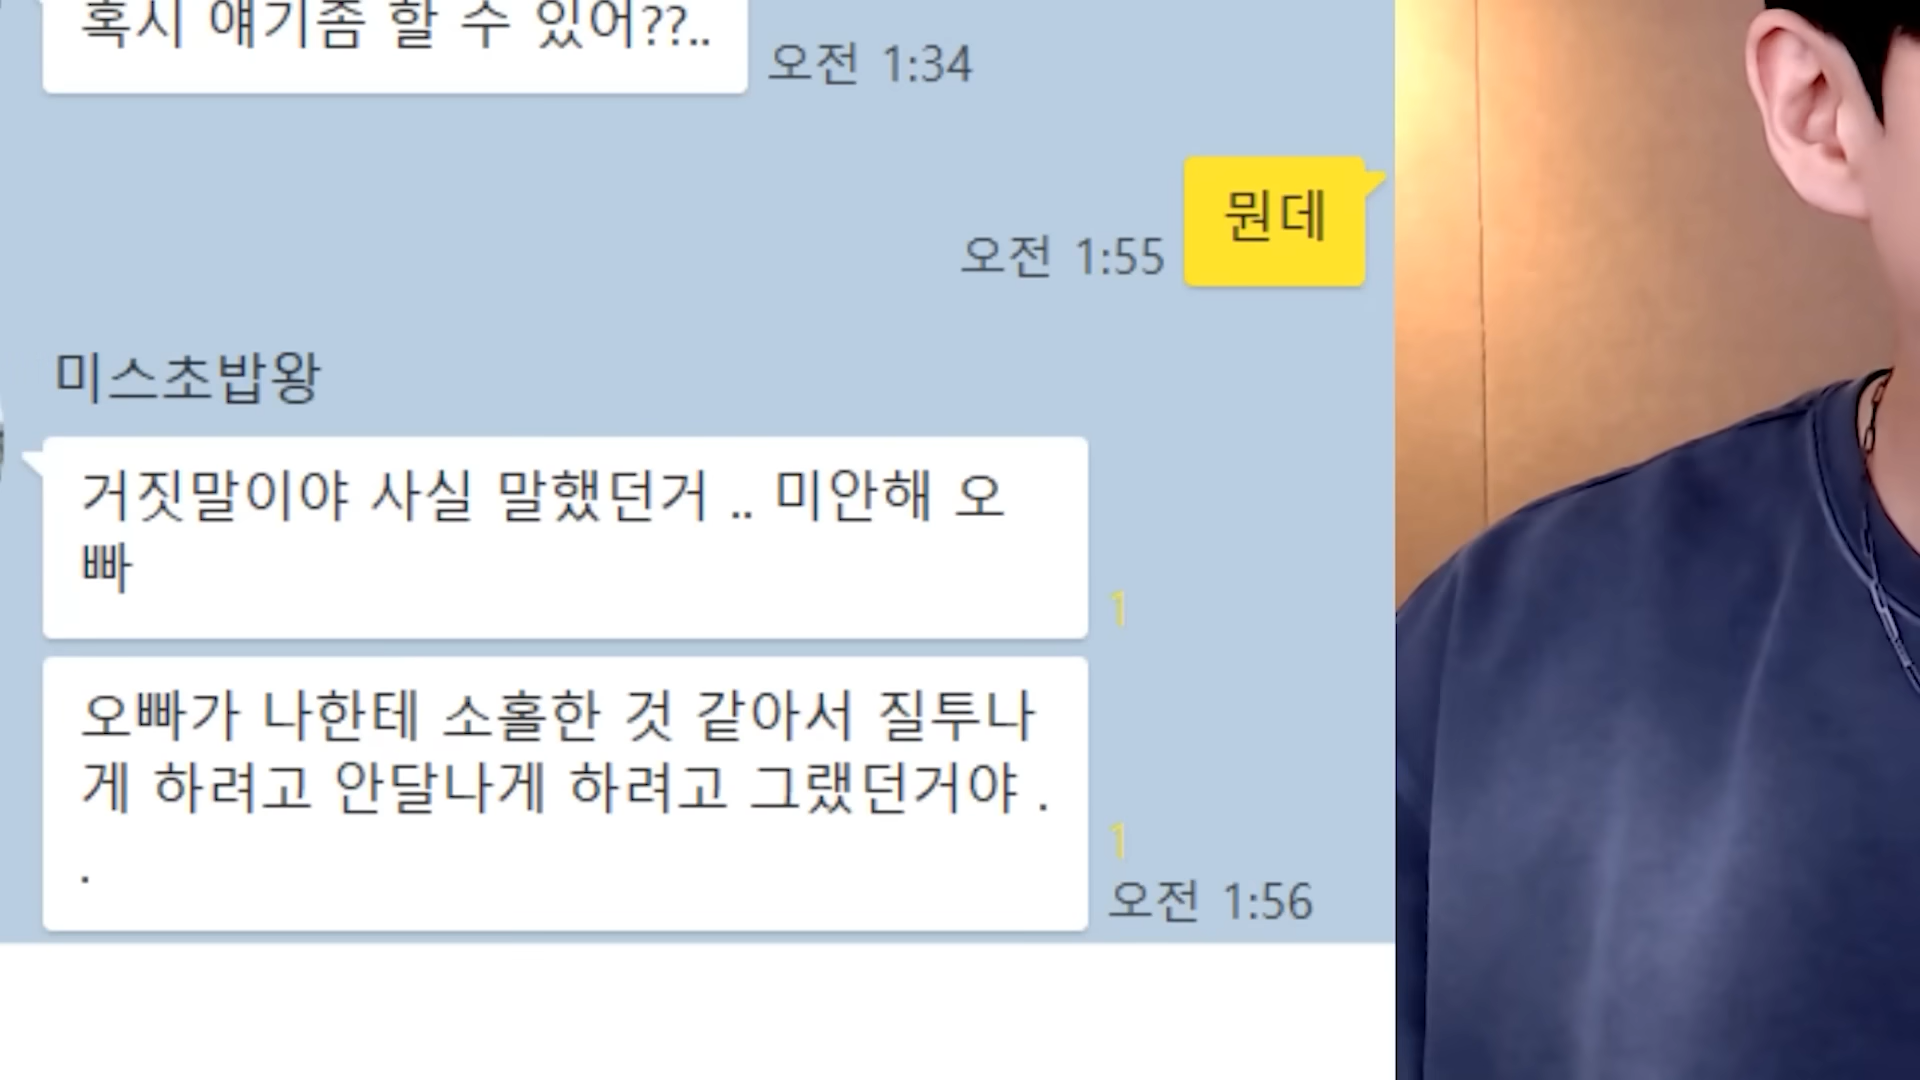 혹시 얘기좀 할 수 있어??..
오전 1:34
뭔데
오전 1:55
미스초밥왕
거짓말이야 사실 말했던거 .. 미안해 오
빠
1
오빠가 나한테 소홀한 것 같아서 질투나
게 하려고 안달나게 하려고 그랬던거야 .
.
1
오전 1:56